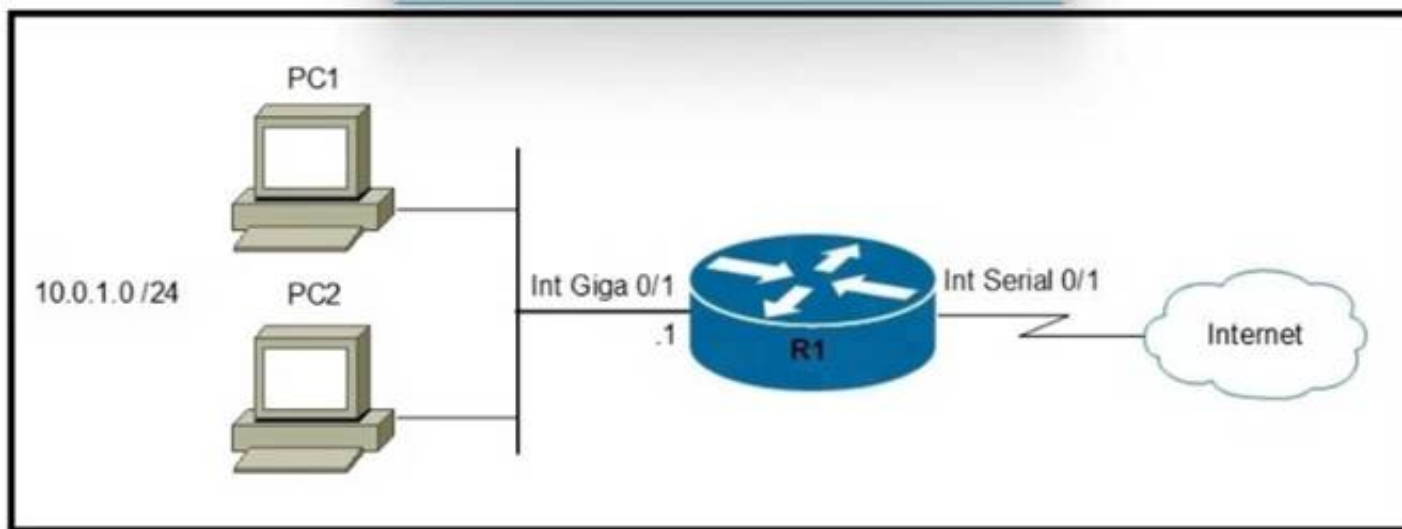 PC1
10.0.1.0 /24
PC2
Int Giga 0/1
.1
R1
Int Serial 0/1
Internet